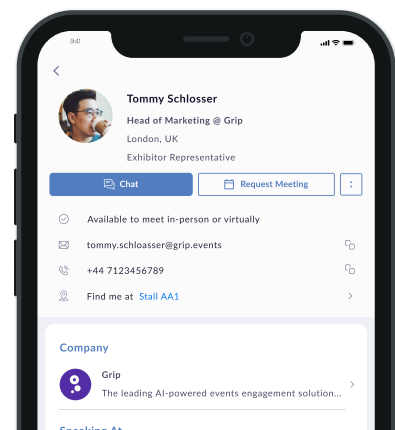 9:41
Tommy Schlosser
Head of Marketing @ Grip
London, UK
Exhibitor Representative
Chat
Request Meeting
Available to meet in-person or virtually
tommy.schloasser@grip.events
+44 7123456789
Find me at Stall AA1
Company
Grip
The leading AI-powered events engagement solution...
Speaking At